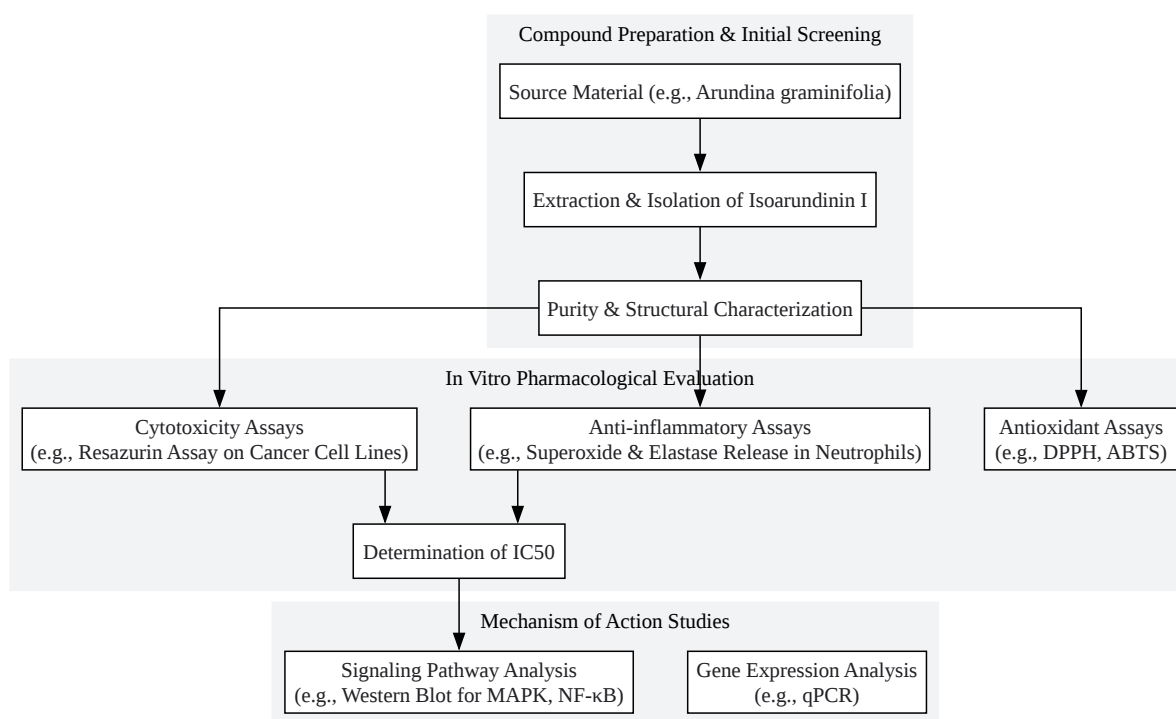 Compound Preparation & Initial Screening
Source Material (e.g., Arundina graminifolia)
Extraction & Isolation of Isoarundinin I
Purity & Structural Characterization
In Vitro Pharmacological Evaluation
Cytotoxicity Assays
(e.g., Resazurin Assay on Cancer Cell Lines)
Anti-inflammatory Assays
(e.g., Superoxide & Elastase Release in Neutrophils)
Antioxidant Assays
(e.g., DPPH, ABTS)
Determination of IC50
Mechanism of Action Studies
Signaling Pathway Analysis
(e.g., Western Blot for MAPK, NF-κB)
Gene Expression Analysis
(e.g., qPCR)